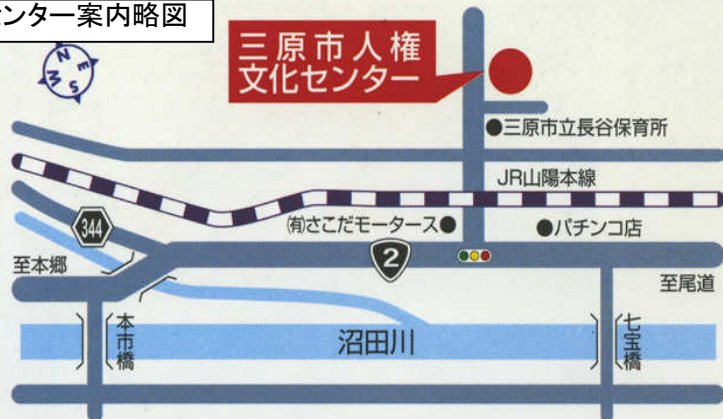 センター案内略図
N
E
S
W
三原市人権
文化センター
三原市立長谷保育所
JR山陽本線
344
(有)さこだモータース
パチンコ店
2
至本郷
至尾道
本市橋
沼田川
七宝橋